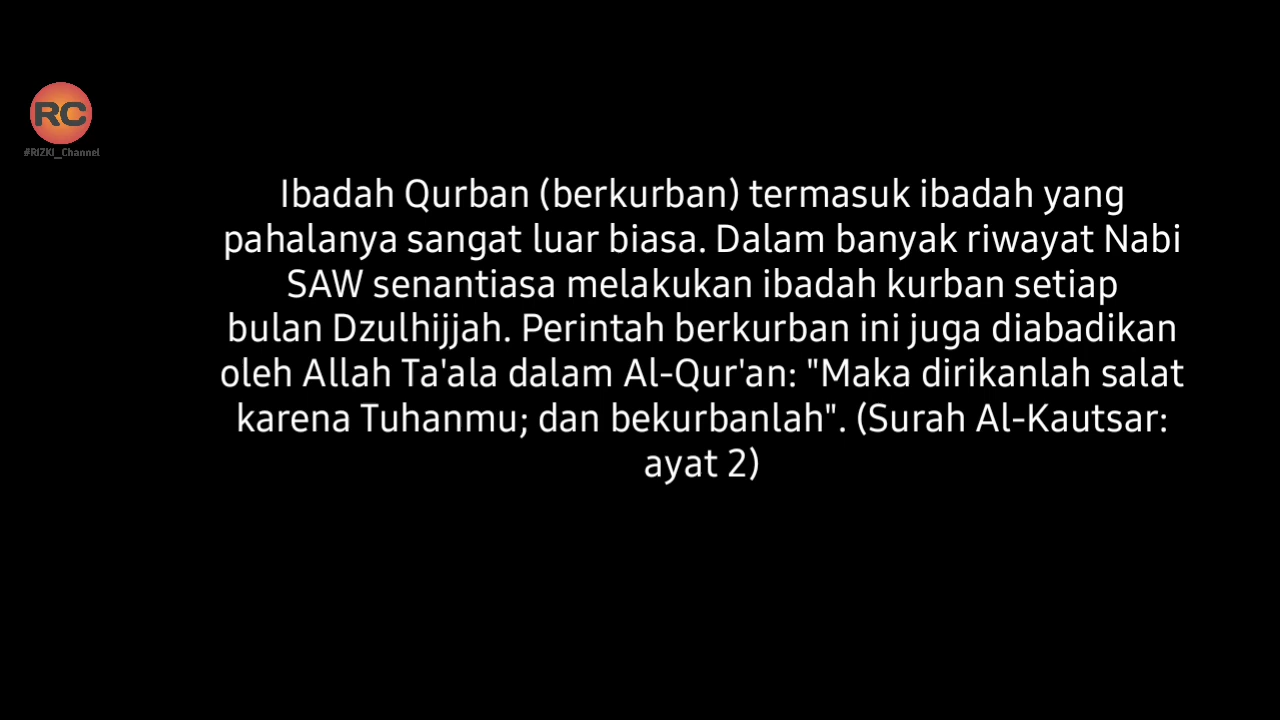 RC
#RIZKI_Channel
Ibadah Qurban (berkurban) termasuk ibadah yang
pahalanya sangat luar biasa. Dalam banyak riwayat Nabi
SAW senantiasa melakukan ibadah kurban setiap
bulan Dzulhijjah. Perintah berkurban ini juga diabadikan
oleh Allah Ta'ala dalam Al-Qur'an: "Maka dirikanlah salat
karena Tuhanmu; dan bekurbanlah". (Surah Al-Kautsar:
ayat 2)